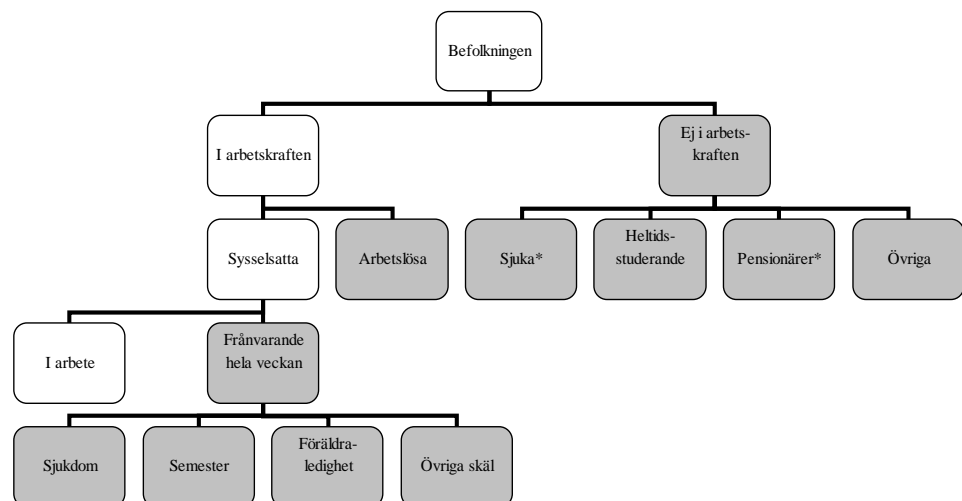 Befolkningen
I arbetskraften
Ej i arbets-
kraften
Sysselsatta
Arbetslösa
Sjuka*
Heltids-
studerande
Pensionärer*
Övriga
I arbete
Frånvarande
hela veckan
Sjukdom
Semester
Föräldra-
ledighet
Övriga skäl